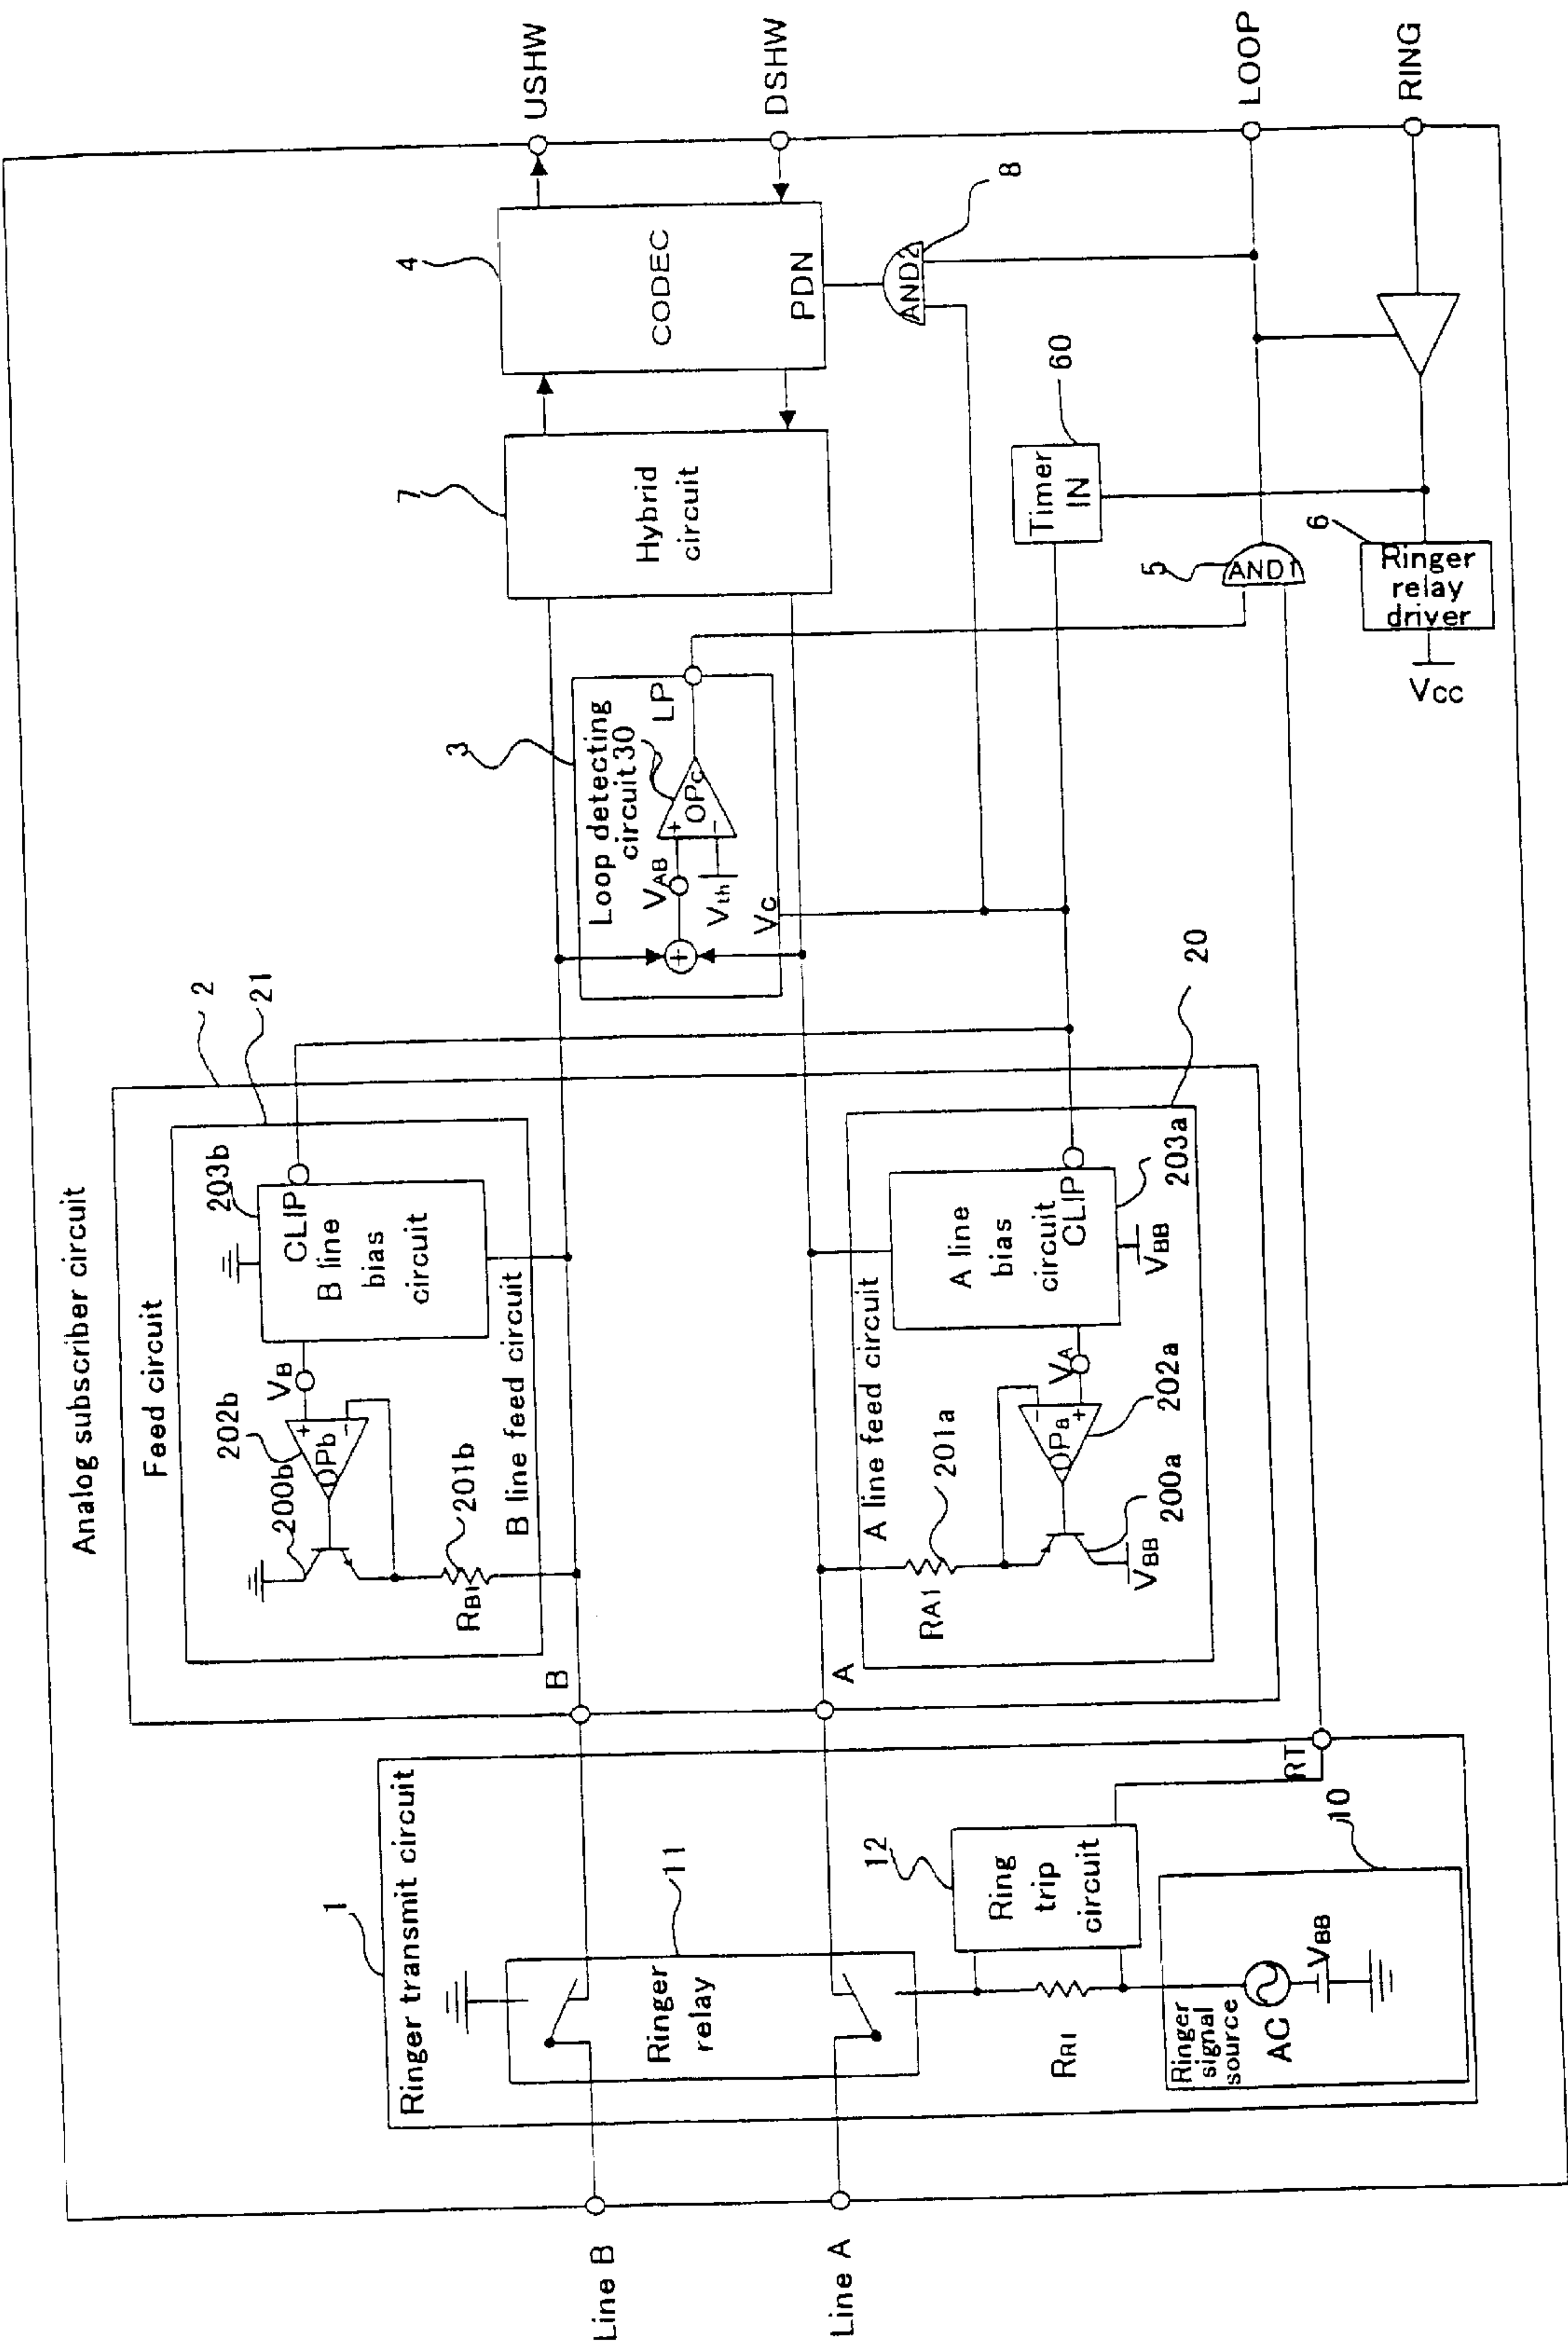 Analog subscriber circuit
Feed circuit
2
21
203b
CLIP
B line
bias
circuit
VB
202b
OPb
200b
201b
RB1
B line feed circuit
B
A
A line feed circuit
20
203a
A line
bias
circuit
CLIP
VBB
VA
202a
OPa
201a
200a
RA1
VBB
Ringer transmit circuit
1
11
Ringer
relay
12
Ring
trip
circuit
RT
RR1
10
Ringer
signal
source
AC
VBB
Line B
Line A
3
Loop detecting
circuit30
LP
VAB
OPc
+
-
Vth
VC
7
Hybrid
circuit
4
CODEC
PDN
8
AND2
60
Timer
IN
5
AND1
6
Ringer
relay
driver
VCC
USHW
DSHW
LOOP
RING